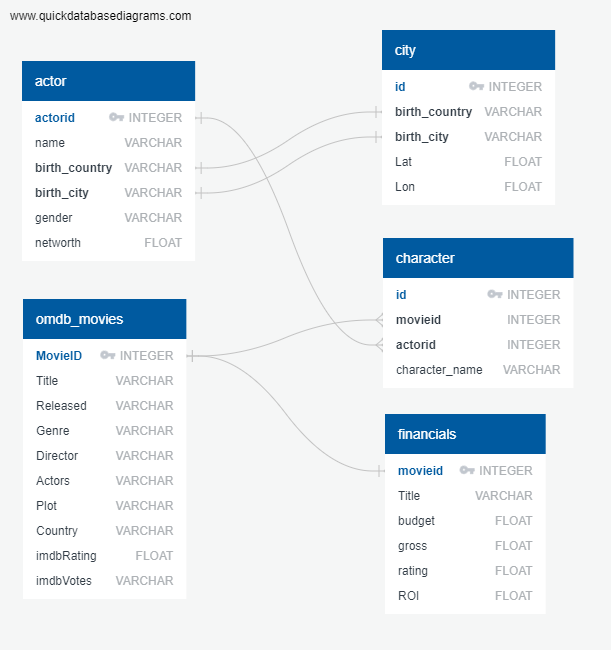 www.quickdatabasediagrams.com
actor
actorid INTEGER
name VARCHAR
birth_country VARCHAR
birth_city VARCHAR
gender VARCHAR
networth FLOAT
city
id INTEGER
birth_country VARCHAR
birth_city VARCHAR
Lat FLOAT
Lon FLOAT
character
id INTEGER
movieid INTEGER
actorid INTEGER
character_name VARCHAR
omdb_movies
MovieID INTEGER
Title VARCHAR
Released VARCHAR
Genre VARCHAR
Director VARCHAR
Actors VARCHAR
Plot VARCHAR
Country VARCHAR
imdbRating FLOAT
imdbVotes VARCHAR
financials
movieid INTEGER
Title VARCHAR
budget FLOAT
gross FLOAT
rating FLOAT
ROI FLOAT